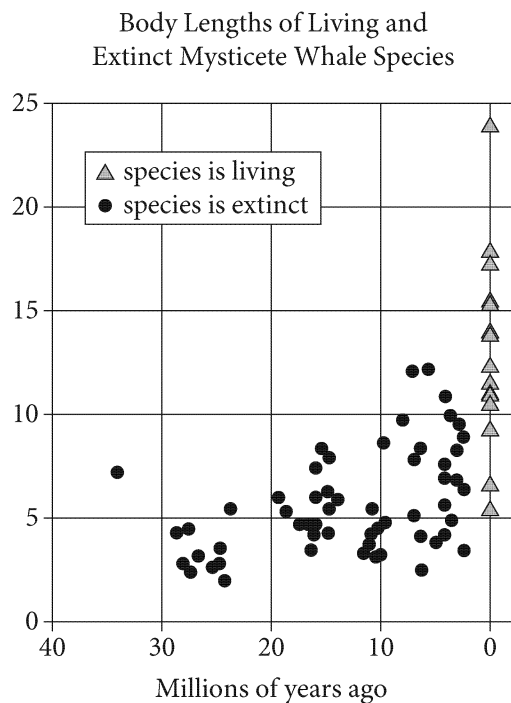 Body Lengths of Living and
Extinct Mysticete Whale Species
25
species is living
20
species is extinct
15
10
5
0
40 30 20 10 0
Millions of years ago